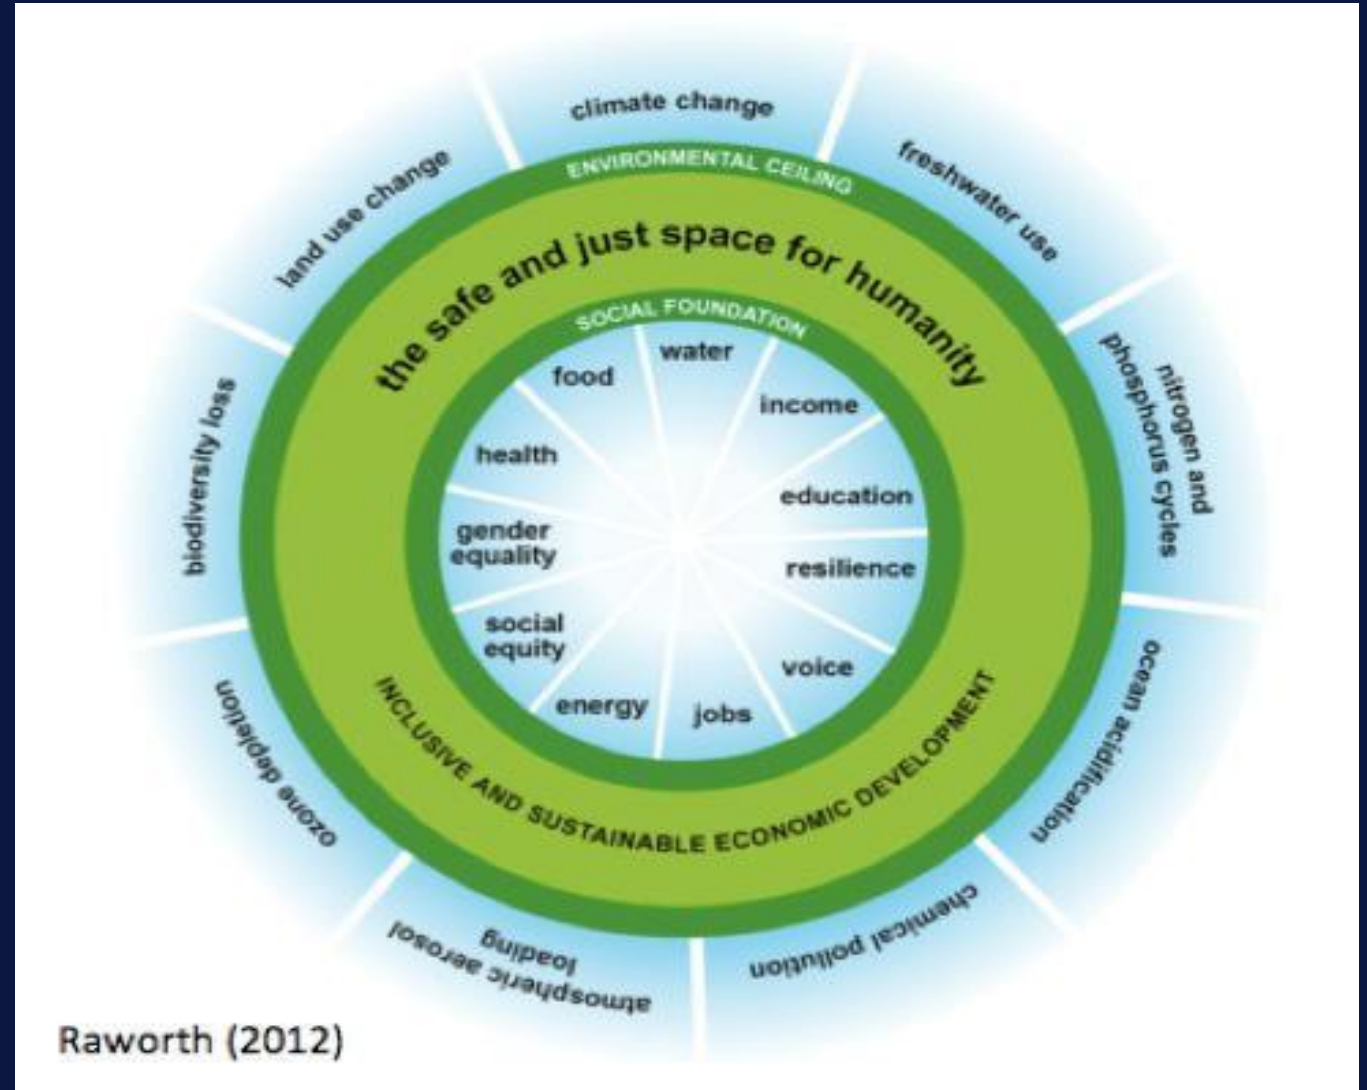 climate change
freshwater use
nitrogen and
phosphorus cycles
ocean acidification
chemical pollution
atmospheric aerosol
loading
ozone depletion
biodiversity loss
land use change
ENVIRONMENTAL CEILING
the safe and just space for humanity
SOCIAL FOUNDATION
water
income
education
resilience
voice
jobs
energy
social
equity
gender
equality
health
food
INCLUSIVE AND SUSTAINABLE ECONOMIC DEVELOPMENT
Raworth (2012)